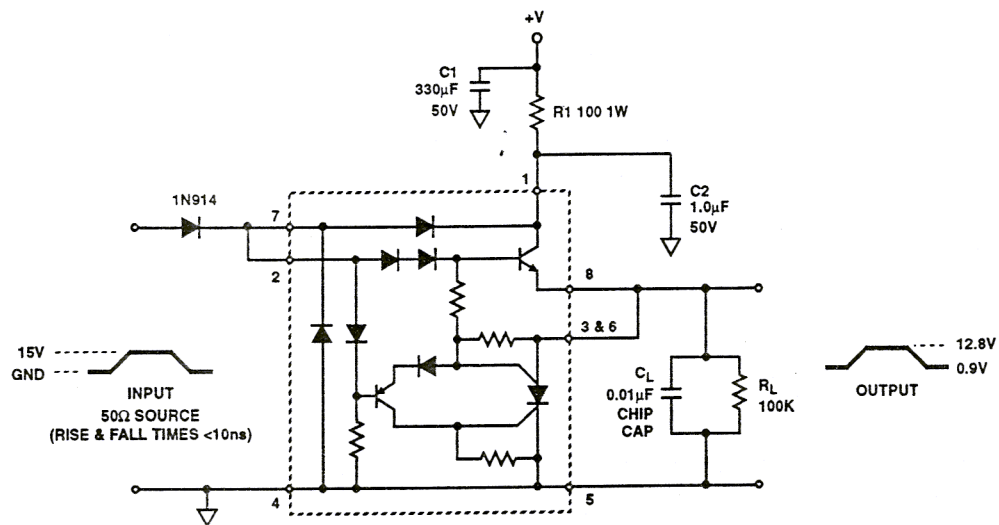 +V
C1
330µF
50V
R1 100 1W
1
C2
1.0µF
50V
1N914
7
2
8
3 & 6
15V
GND
INPUT
50Ω SOURCE
(RISE & FALL TIMES <10ns)
CL
0.01µF
CHIP
CAP
RL
100K
12.8V
0.9V
OUTPUT
4
5